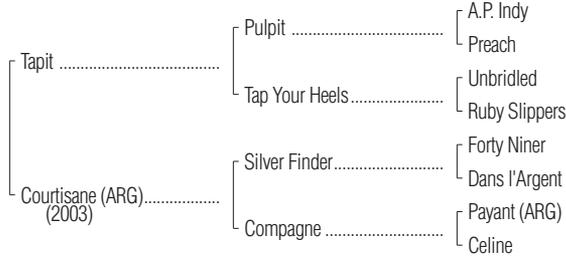 A.P. Indy
Pulpit
Preach
Tapit
Unbridled
Tap Your Heels
Ruby Slippers
Forty Niner
Silver Finder
Dans l'Argent
Courtisane (ARG)
(2003)
Payant (ARG)
Compagne
Celine